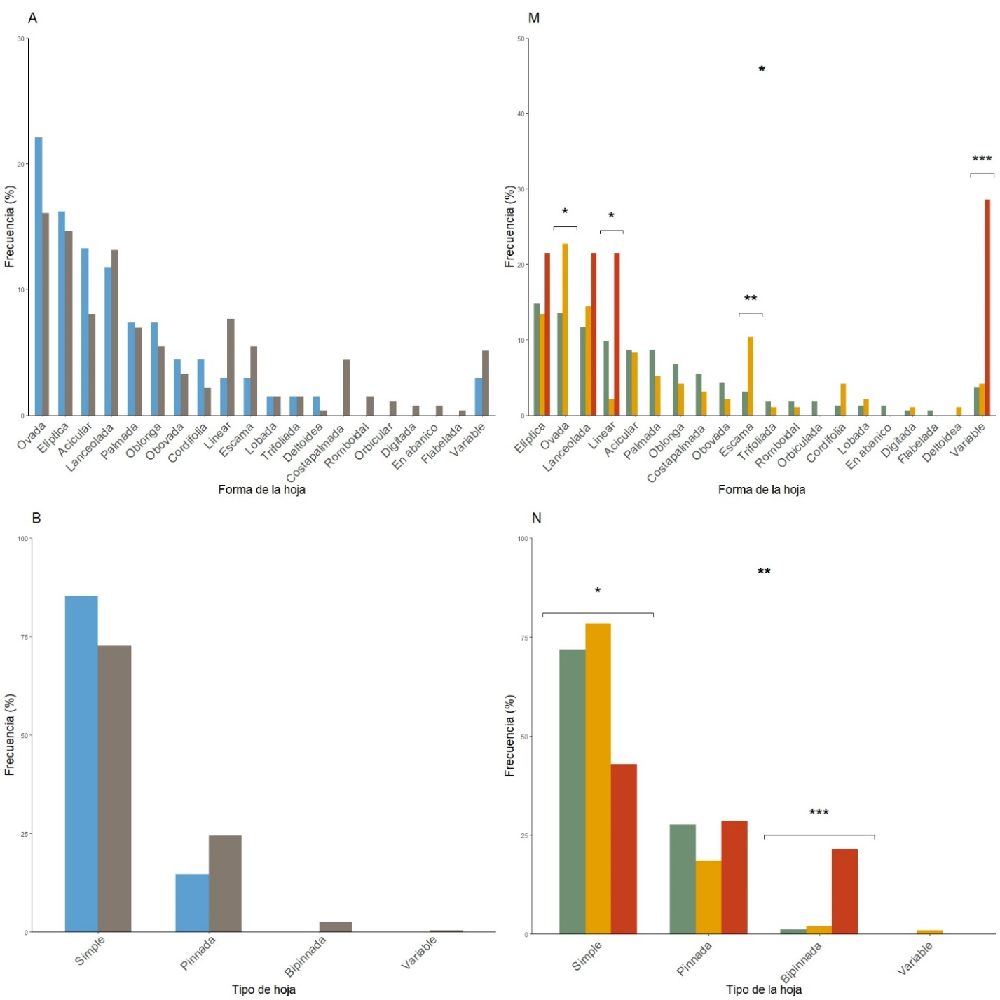 A
Frecuencia (%)
30
20
10
0
Ovada
Elíptica
Acicular
Lanceolada
Palmada
Oblonga
Obovada
Cordifolia
Linear
Escama
Lobada
Trifoliada
Deltoidea
Costapalmada
Romboidal
Orbicular
Digitada
En abanico
Flabelada
Variable
Forma de la hoja
M
Frecuencia (%)
50
40
30
20
10
0
*
*
*
**
***
Elíptica
Ovada
Lanceolada
Linear
Acicular
Palmada
Oblonga
Costapalmada
Obovada
Escama
Trifoliada
Romboidal
Orbiculada
Cordifolia
Lobada
En abanico
Digitada
Flabelada
Deltoidea
Variable
Forma de la hoja
B
Frecuencia (%)
100
75
50
25
0
Simple
Pinnada
Bipinnada
Variable
Tipo de hoja
N
Frecuencia (%)
100
75
50
25
0
**
*
***
Simple
Pinnada
Bipinnada
Variable
Tipo de la hoja